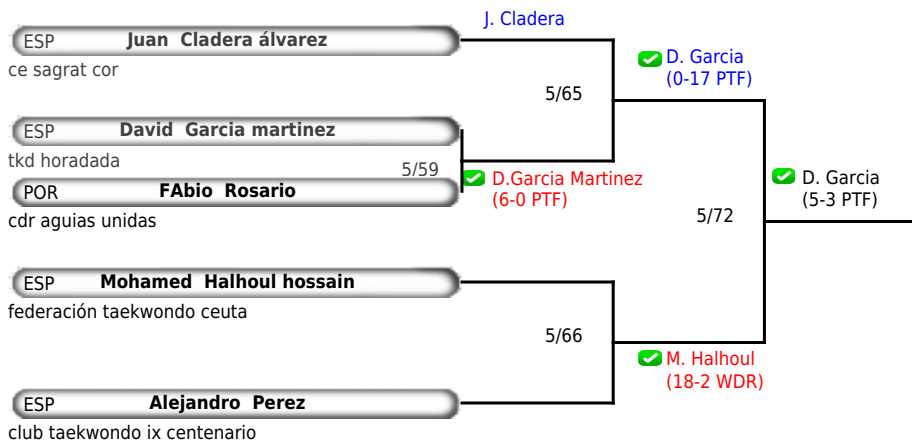 J. Cladera
ESP Juan Cladera álvarez
ce sagrat cor
D. Garcia
(0-17 PTF)
5/65
ESP David Garcia martinez
tkd horadada
5/59
D.Garcia Martinez
(6-0 PTF)
POR FAbio Rosario
cdr aguias unidas
D. Garcia
(5-3 PTF)
5/72
ESP Mohamed Halhoul hossain
federación taekwondo ceuta
5/66
M. Halhoul
(18-2 WDR)
ESP Alejandro Perez
club taekwondo ix centenario